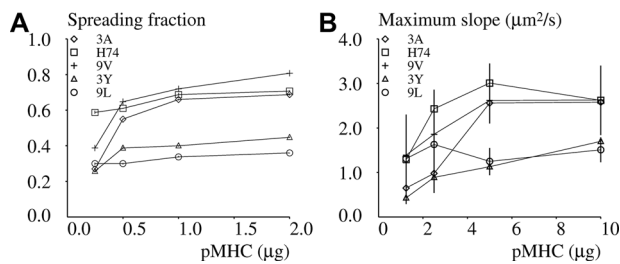 A
Spreading fraction
1.0
0.8
0.6
0.4
0.2
0.0
3A
H74
9V
3Y
9L
0.0
0.5
1.0
1.5
2.0
pMHC (μg)
B
Maximum slope (μm²/s)
4.0
3.0
2.0
1.0
0.0
3A
H74
9V
3Y
9L
0
2
4
6
8
10
pMHC (μg)